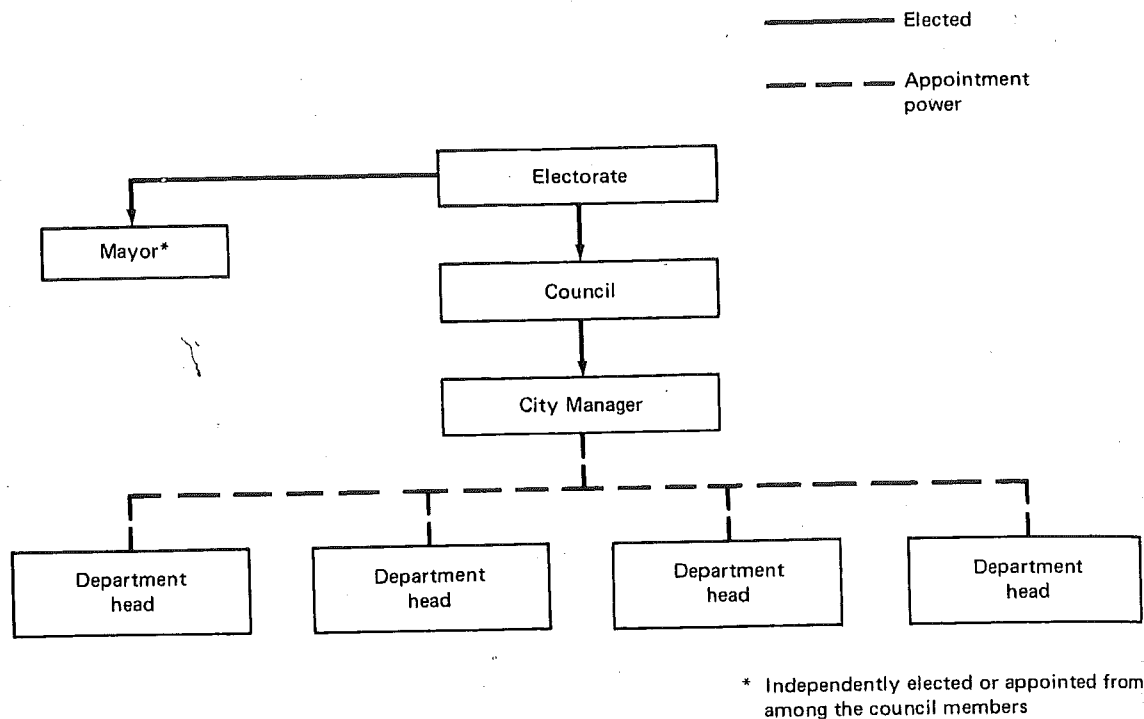 Elected
Appointment
power
Electorate
Mayor*
Council
City Manager
Department
head
Department
head
Department
head
Department
head
* Independently elected or appointed from
among the council members